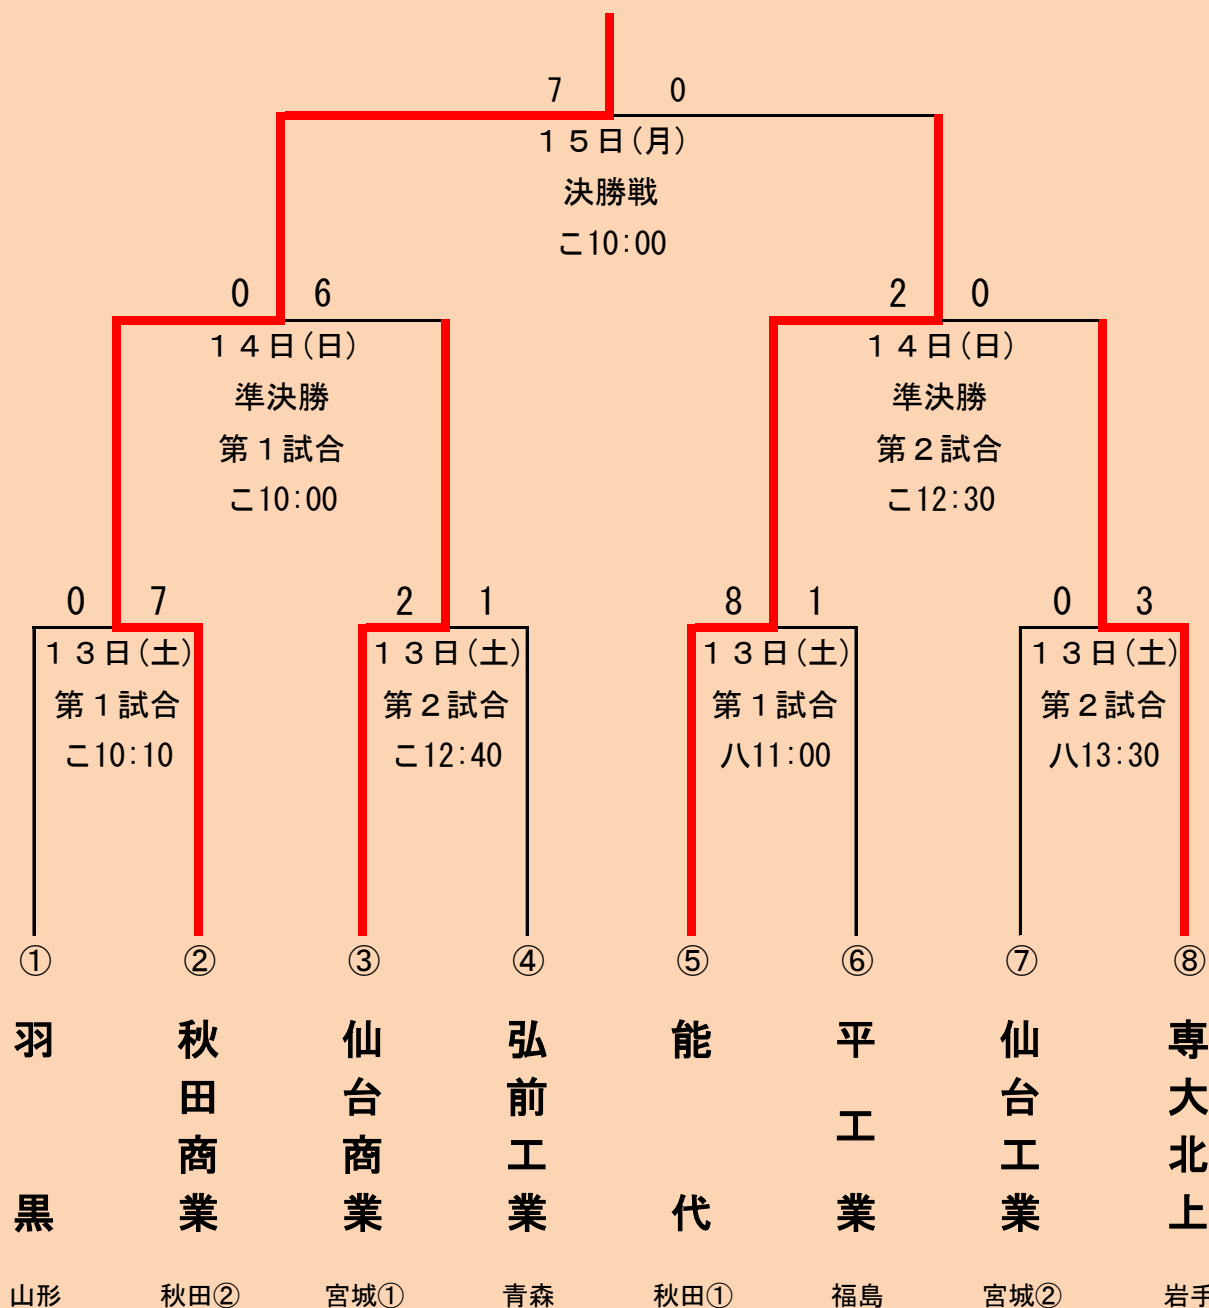 7 0
15日(月)
決勝戦
こ10:00
0 6
2 0
14日(日)
準決勝
第1試合
こ10:00
14日(日)
準決勝
第2試合
こ12:30
0 7
2 1
8 1
0 3
13日(土)
第1試合
こ10:10
13日(土)
第2試合
こ12:40
13日(土)
第1試合
八11:00
13日(土)
第2試合
八13:30
① ② ③ ④ ⑤ ⑥ ⑦ ⑧
羽黒
秋田商業
仙台商業
弘前工業
能代
平工業
仙台工業
専大北上
山形 秋田② 宮城① 青森 秋田① 福島 宮城② 岩手